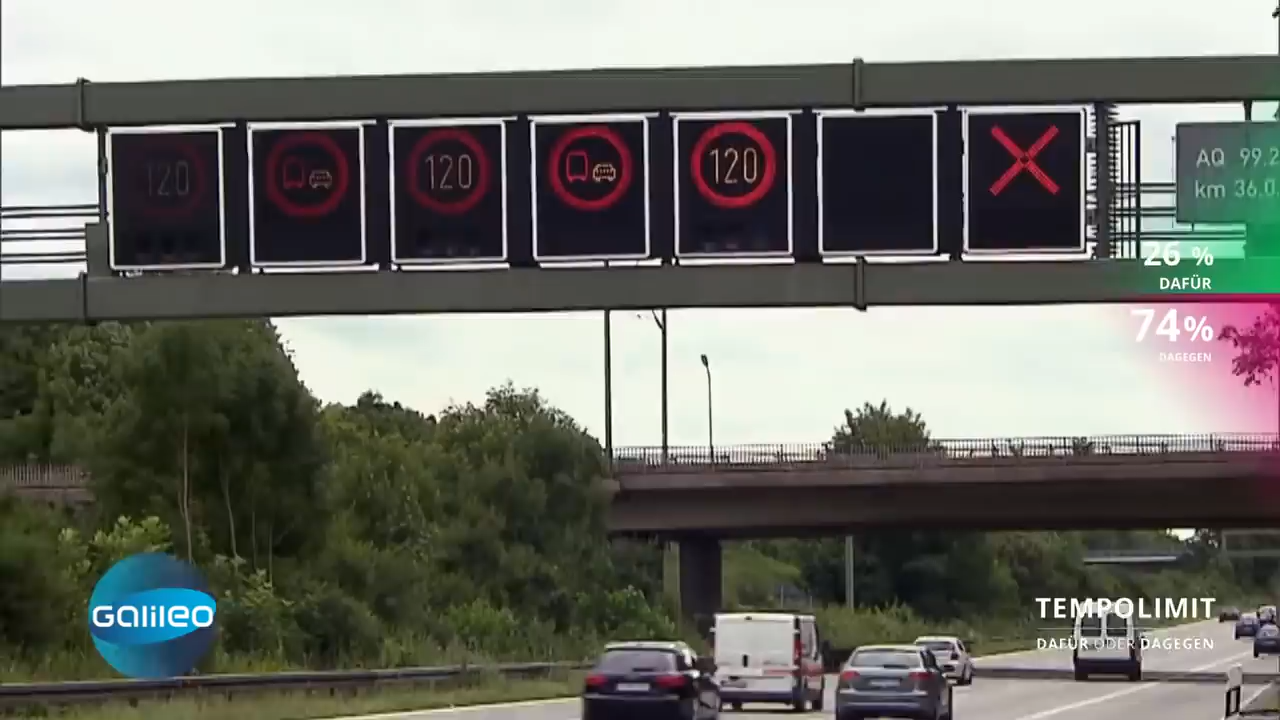 120
120
120
AQ 99.2
km 36.0
26 %
DAFÜR
74%
DAGEGEN
GALILEO
TEMPOLIMIT
DAFÜR ODER DAGEGEN